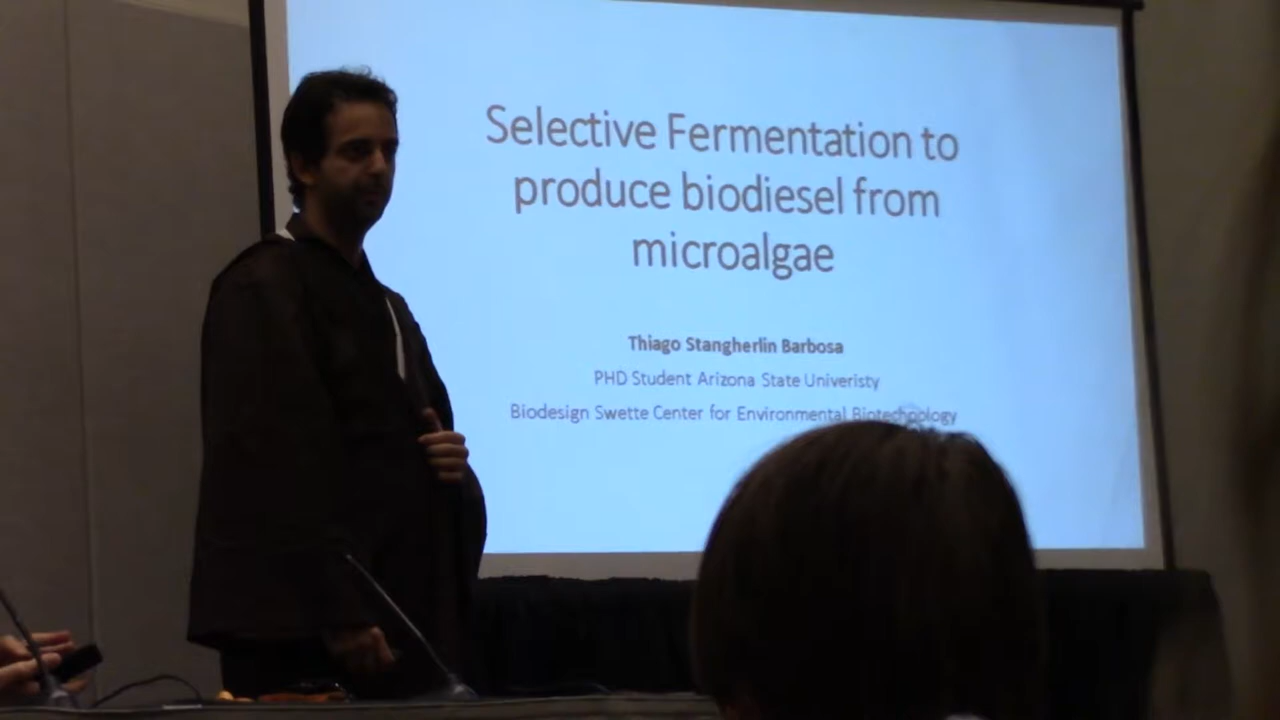 Selective Fermentation to
produce biodiesel from
microalgae
Thiago Stangherlin Barbosa
PHD Student Arizona State Univeristy
Biodesign Swette Center for Environmental Biotechnology